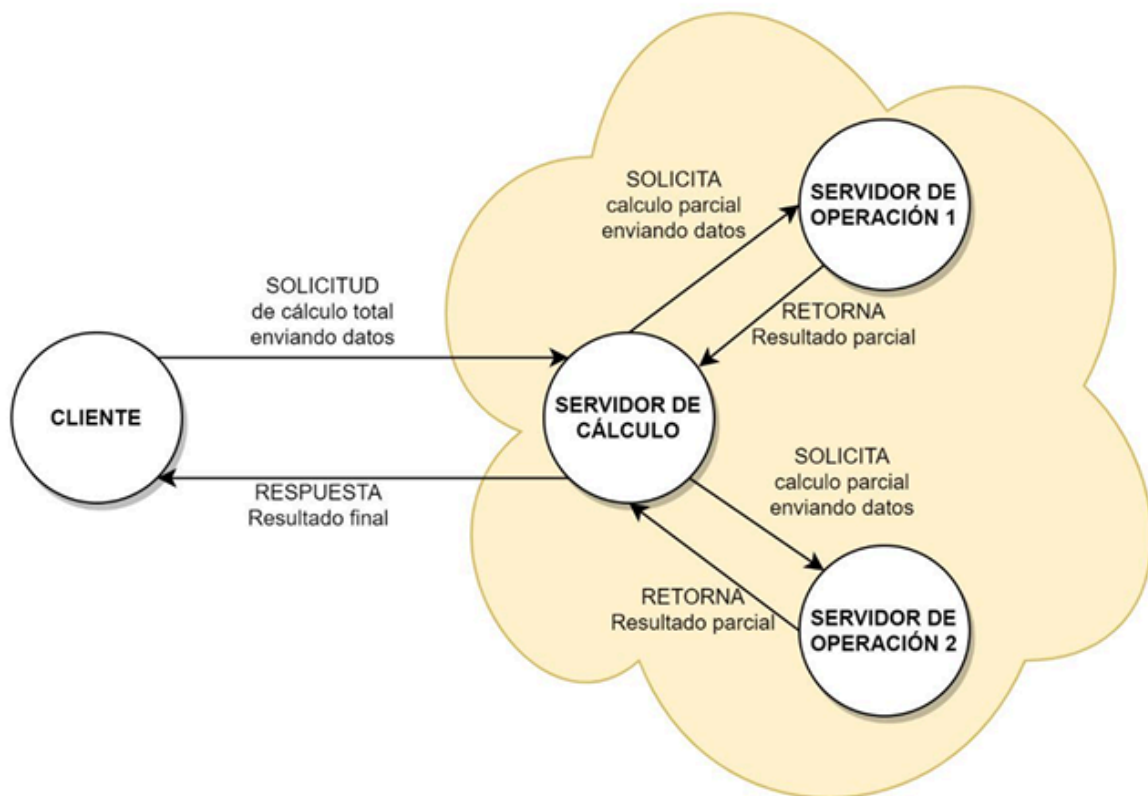 SOLICITUD
de cálculo total
enviando datos
CLIENTE
RESPUESTA
Resultado final
SERVIDOR DE
CÁLCULO
SOLICITA
calculo parcial
enviando datos
SERVIDOR DE
OPERACIÓN 1
RETORNA
Resultado parcial
SOLICITA
calculo parcial
enviando datos
RETORNA
Resultado parcial
SERVIDOR DE
OPERACIÓN 2